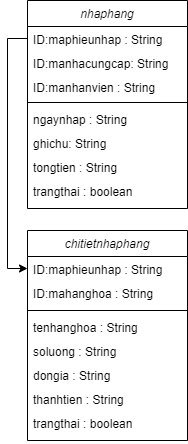 nhaphang
ID:maphieunhap : String
ID:manhacungcap: String
ID:manhanvien : String
ngaynhap : String
ghichu: String
tongtien : String
trangthai : boolean
chitietnhaphang
ID:maphieunhap : String
ID:mahanghoa : String
tenhanghoa : String
soluong : String
dongia : String
thanhtien : String
trangthai : boolean